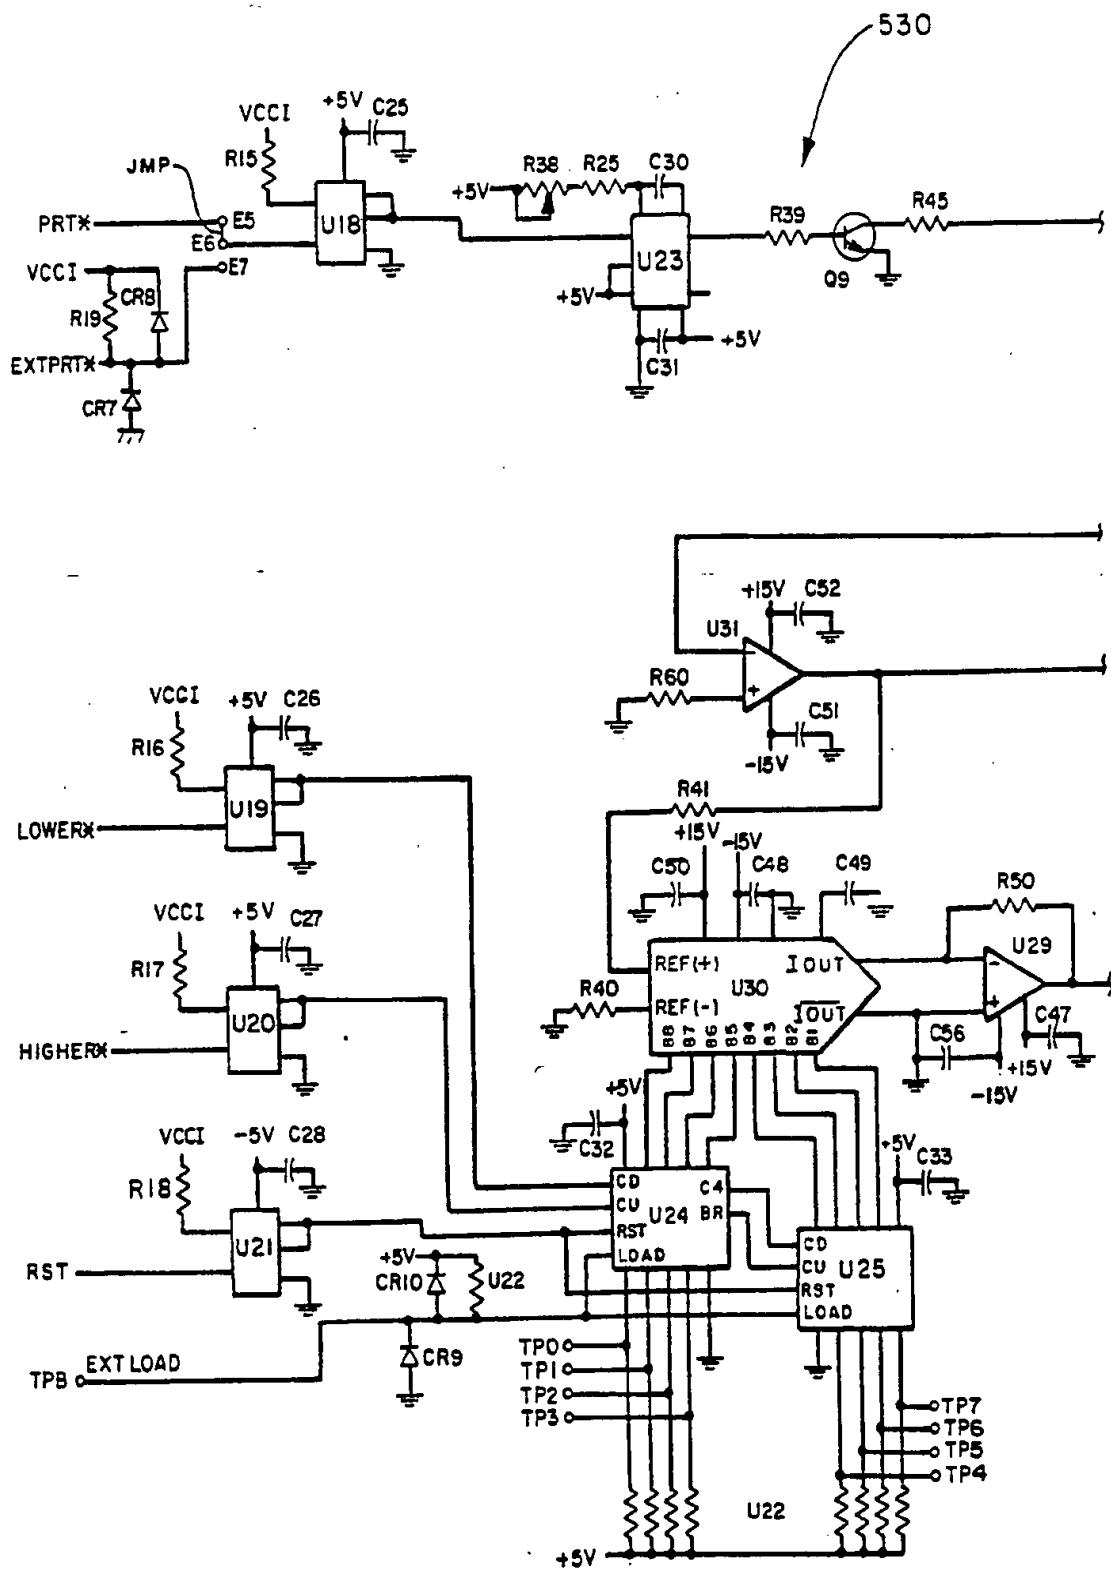 530
+5V
C25
VCCI
R15
JMP
PRT*
E5
E6
E7
U18
VCCI
R19
CR8
EXTPRT*
CR7
R38
R25
C30
+5V
U23
+5V
C31
+5V
R39
Q9
R45
+15V
C52
U31
R60
-
+
C51
-15V
VCCI
+5V
C26
R16
U19
LOWER*
R41
+15V
-15V
C50
C48
C49
VCCI
+5V
C27
R17
U20
HIGHER*
REF(+)
IOUT
U30
R40
REF(-)
IOUT
B8
B7
B6
B5
B4
B3
B2
B1
R50
U29
-
+
C47
C56
+15V
-15V
+5V
C32
VCCI
-5V
C28
R18
U21
RST
CD
C4
CU
U24
BR
RST
LOAD
+5V
C33
CD
CU
U25
RST
LOAD
+5V
CR10
U22
CR9
EXT LOAD
TPB
TP0
TP1
TP2
TP3
TP7
TP6
TP5
TP4
U22
+5V